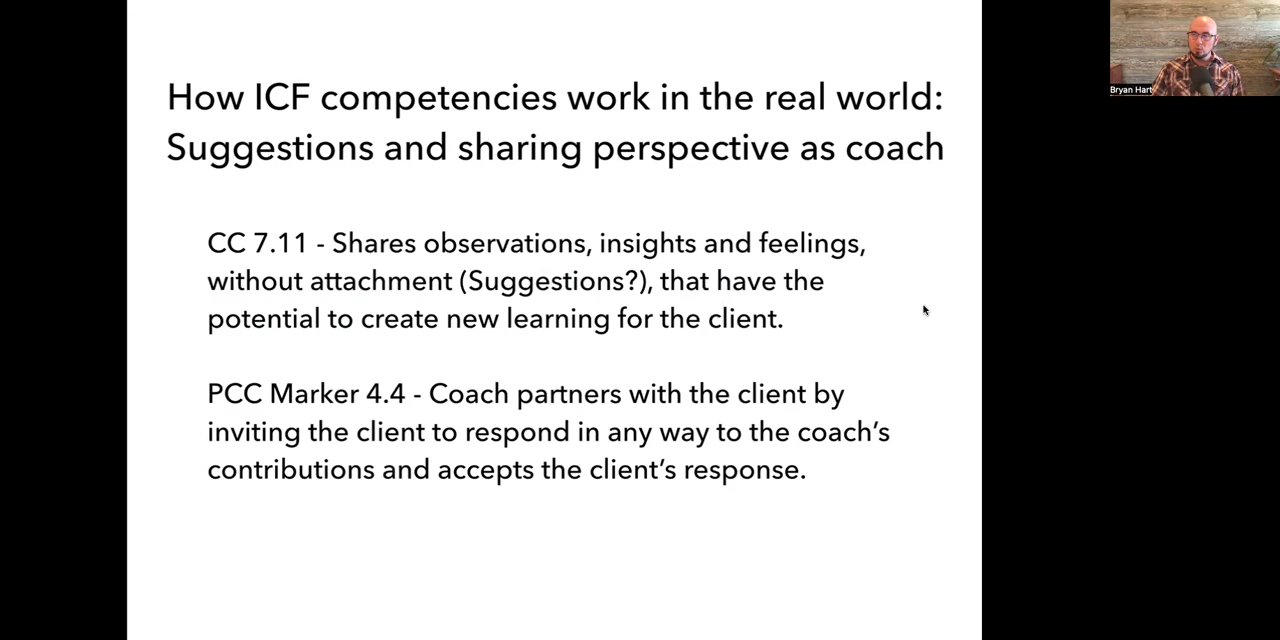 How ICF competencies work in the real world:
Suggestions and sharing perspective as coach
CC 7.11 - Shares observations, insights and feelings,
without attachment (Suggestions?), that have the
potential to create new learning for the client.
PCC Marker 4.4 - Coach partners with the client by
inviting the client to respond in any way to the coach’s
contributions and accepts the client’s response.
Bryan Hart